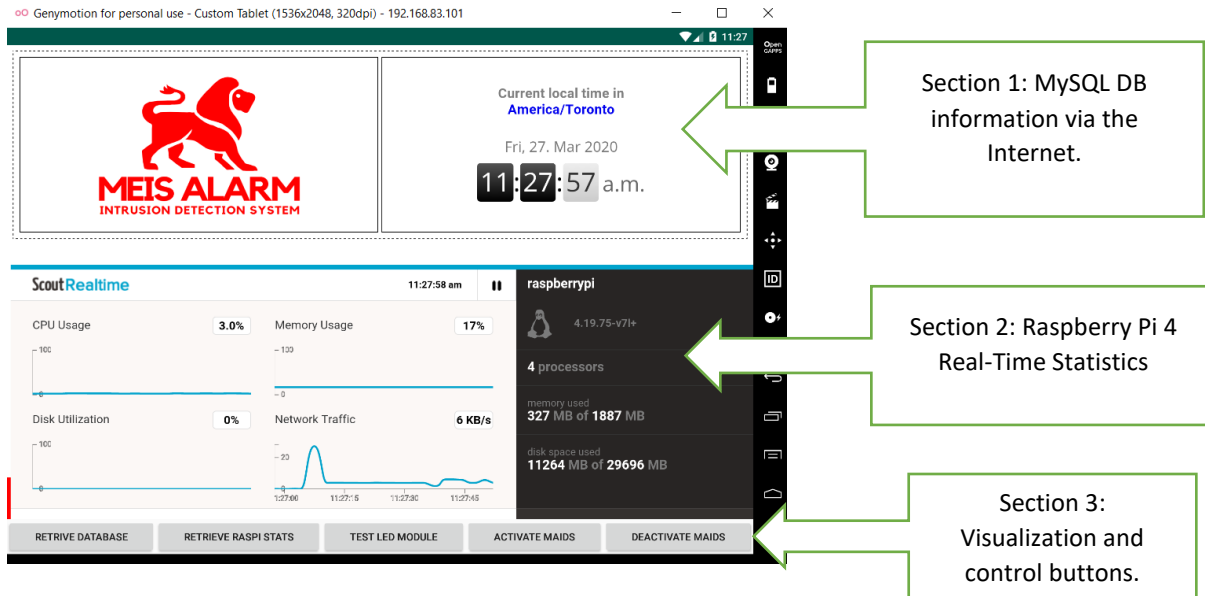 Genymotion for personal use - Custom Tablet (1536x2048, 320dpi) - 192.168.83.101
11:27
Open
GAPPS
MEIS ALARM
INTRUSION DETECTION SYSTEM
Current local time in
America/Toronto
Fri, 27. Mar 2020
11:27:57 a.m.
Section 1: MySQL DB
information via the
Internet.
ID
Scout Realtime
11:27:58 am
raspberrypi
4.19.75-v7l+
4 processors
memory used
327 MB of 1887 MB
disk space used
11264 MB of 29696 MB
CPU Usage
3.0%
100
0
Memory Usage
17%
100
0
Disk Utilization
0%
100
0
Network Traffic
6 KB/s
20
0
1:27:00 11:27:15 11:27:30 11:27:45
Section 2: Raspberry Pi 4
Real-Time Statistics
RETRIVE DATABASE
RETRIEVE RASPI STATS
TEST LED MODULE
ACTIVATE MAIDS
DEACTIVATE MAIDS
Section 3:
Visualization and
control buttons.